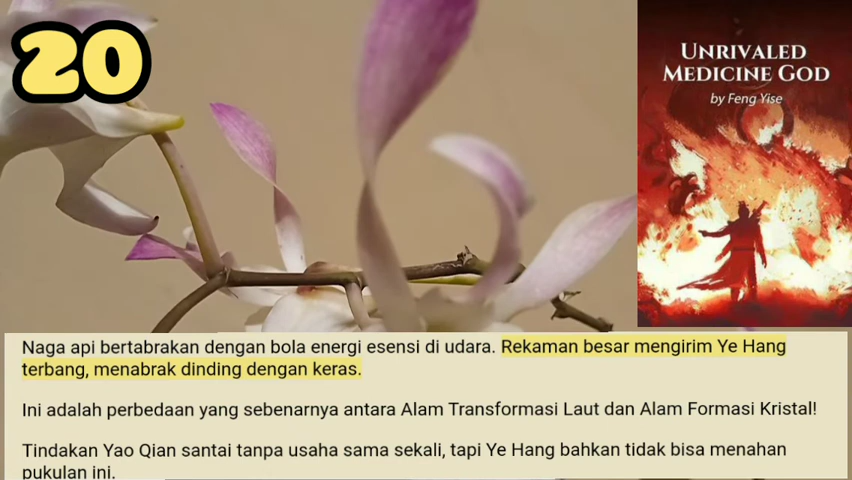 20
UNRIVALED
MEDICINE GOD
by Feng Yise
Naga api bertabrakan dengan bola energi esensi di udara. Rekaman besar mengirim Ye Hang
terbang, menabrak dinding dengan keras.
Ini adalah perbedaan yang sebenarnya antara Alam Transformasi Laut dan Alam Formasi Kristal!
Tindakan Yao Qian santai tanpa usaha sama sekali, tapi Ye Hang bahkan tidak bisa menahan
pukulan ini.